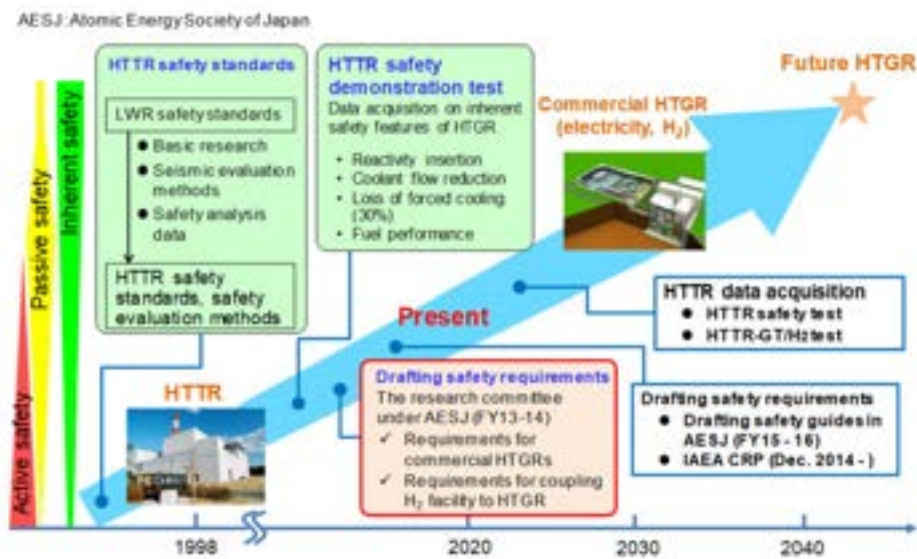 AESJ: Atomic Energy Society of Japan
Active safety
Passive safety
Inherent safety
HTTR safety standards
LWR safety standards
● Basic research
● Seismic evaluation
methods
● Safety analysis
data
HTTR safety
standards, safety
evaluation methods
HTTR safety
demonstration test
Data acquisition on inherent
safety features of HTGR
• Reactivity insertion
• Coolant flow reduction
• Loss of forced cooling
(30%)
• Fuel performance
Commercial HTGR
(electricity, H₂)
Future HTGR
HTTR
Present
Drafting safety requirements
The research committee
under AESJ (FY13-14)
✓ Requirements for
commercial HTGRs
✓ Requirements for coupling
H₂ facility to HTGR
HTTR data acquisition
● HTTR safety test
● HTTR-GT/H2 test
Drafting safety requirements
● Drafting safety guides in
AESJ (FY15 - 16)
● IAEA CRP (Dec. 2014 - )
1998
2020
2030
2040